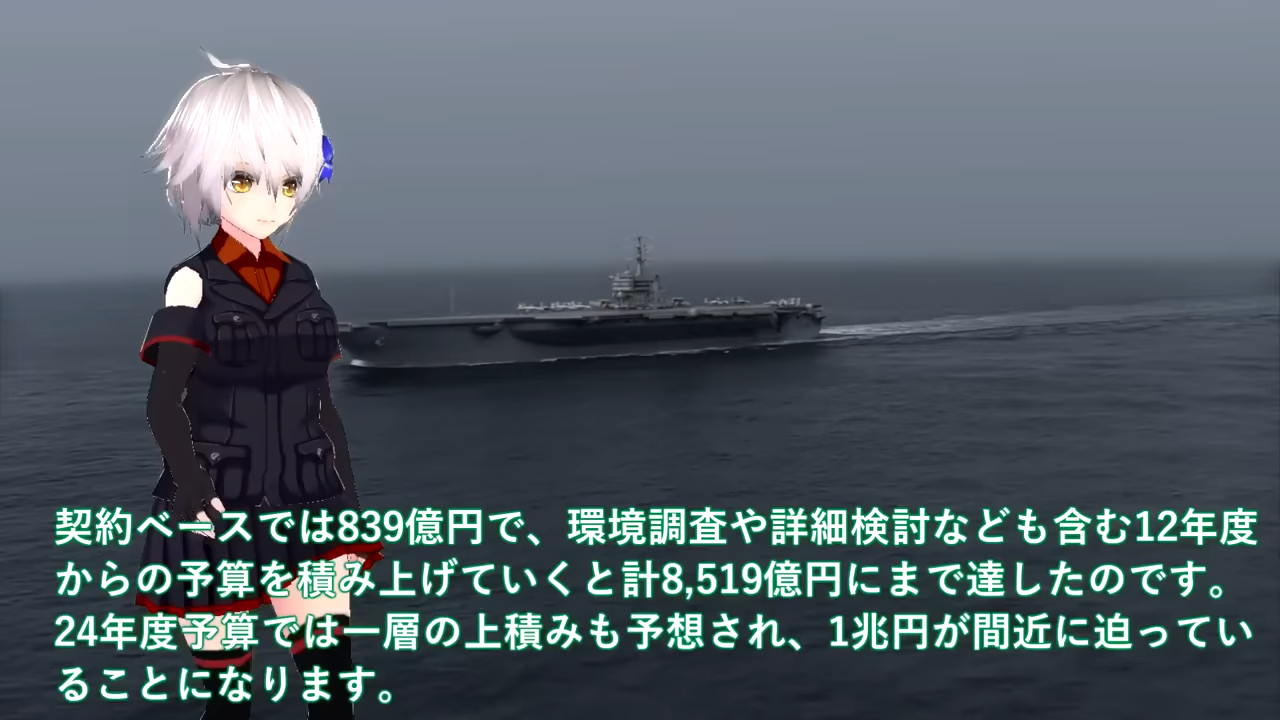 契約ベースでは839億円で、環境調査や詳細検討なども含む12年度
からの予算を積み上げていくと計8,519億円にまで達したのです。
24年度予算では一層の上積みも予想され、1兆円が間近に迫ってい
ることになります。